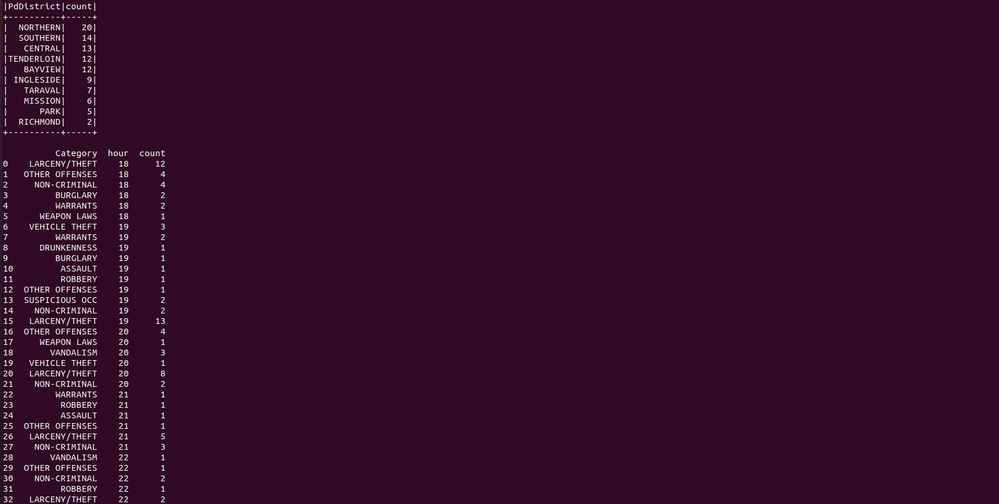 |PdDistrict|count|
+----------+-----+
|  NORTHERN|   20|
|  SOUTHERN|   14|
|   CENTRAL|   13|
|TENDERLOIN|   12|
|   BAYVIEW|   12|
| INGLESIDE|    9|
|   TARAVAL|    7|
|   MISSION|    6|
|      PARK|    5|
|  RICHMOND|    2|
+----------+-----+
          Category  hour  count
0    LARCENY/THEFT    18     12
1   OTHER OFFENSES    18      4
2     NON-CRIMINAL    18      4
3         BURGLARY    18      2
4         WARRANTS    18      2
5      WEAPON LAWS    18      1
6    VEHICLE THEFT    19      3
7         WARRANTS    19      2
8      DRUNKENNESS    19      1
9         BURGLARY    19      1
10         ASSAULT    19      1
11         ROBBERY    19      1
12  OTHER OFFENSES    19      1
13  SUSPICIOUS OCC    19      2
14    NON-CRIMINAL    19      2
15   LARCENY/THEFT    19     13
16  OTHER OFFENSES    20      4
17     WEAPON LAWS    20      1
18       VANDALISM    20      3
19   VEHICLE THEFT    20      1
20   LARCENY/THEFT    20      8
21    NON-CRIMINAL    20      2
22        WARRANTS    21      1
23         ROBBERY    21      1
24         ASSAULT    21      1
25  OTHER OFFENSES    21      1
26   LARCENY/THEFT    21      5
27    NON-CRIMINAL    21      3
28       VANDALISM    22      1
29  OTHER OFFENSES    22      1
30    NON-CRIMINAL    22      2
31         ROBBERY    22      1
32   LARCENY/THEFT    22      2